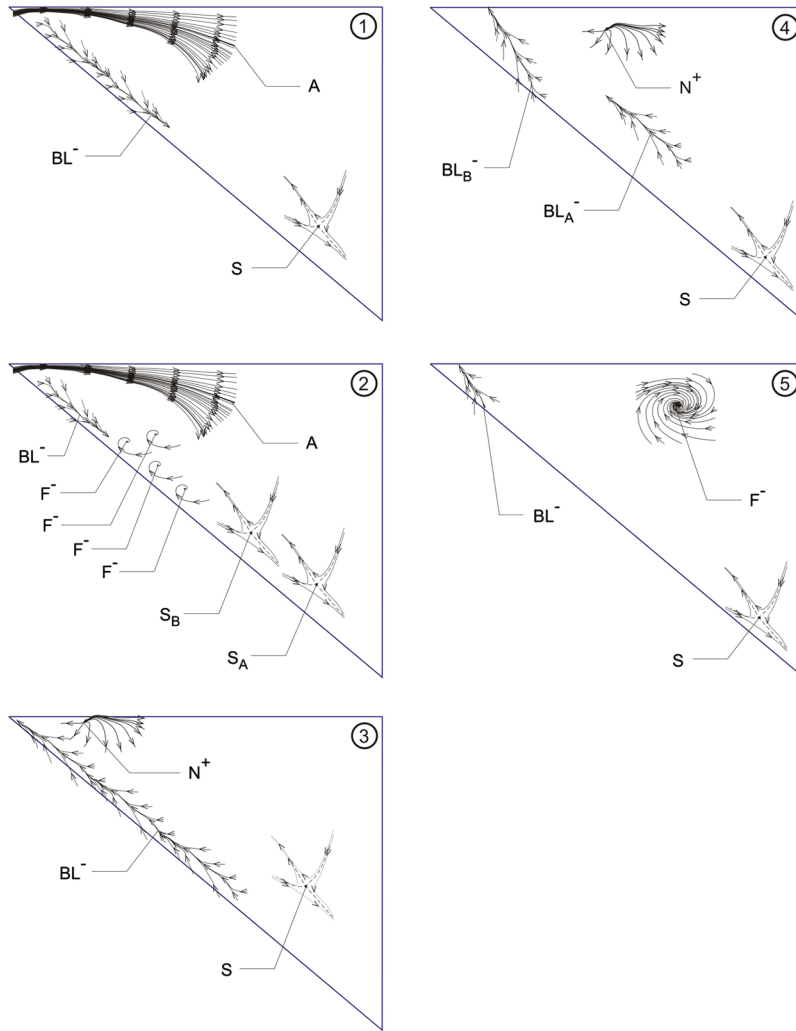 1
A
BL-
S
2
A
BL-
F-
F-
F-
F-
SB
SA
3
N+
BL-
S
4
N+
BLB-
BLA-
S
5
BL-
F-
S